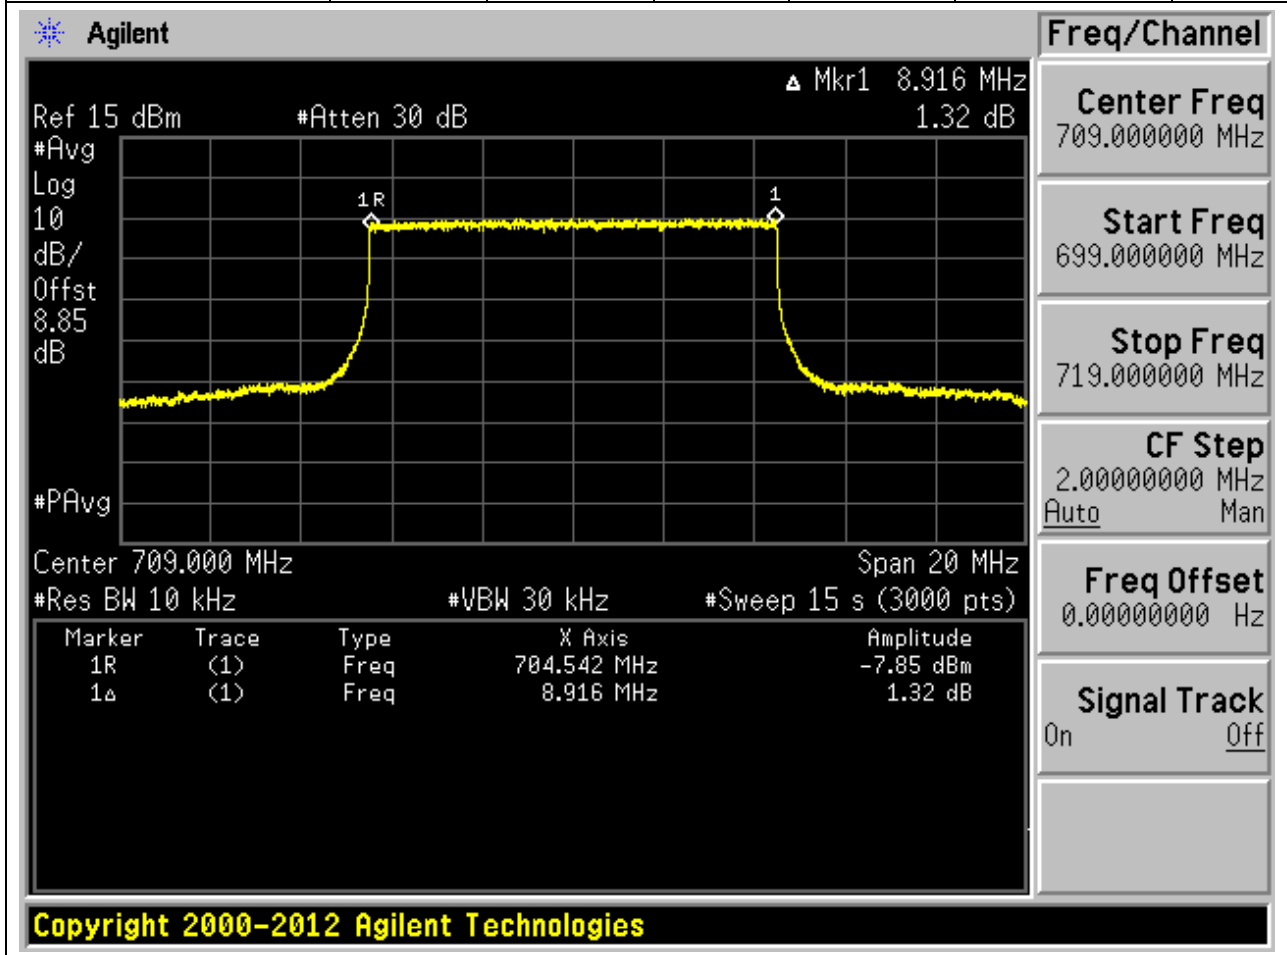 Agilent
Freq/Channel
Δ Mkr1 8.916 MHz
Ref 15 dBm #Atten 30 dB 1.32 dB
#Avg
Log
10
dB/
Offst
8.85
dB
#PAvg
1R
1
Center 709.000 MHz Span 20 MHz
#Res BW 10 kHz #VBW 30 kHz #Sweep 15 s (3000 pts)
Marker Trace Type X Axis Amplitude
1R (1) Freq 704.542 MHz -7.85 dBm
1Δ (1) Freq 8.916 MHz 1.32 dB
Center Freq
709.000000 MHz
Start Freq
699.000000 MHz
Stop Freq
719.000000 MHz
CF Step
2.00000000 MHz
Auto Man
Freq Offset
0.00000000 Hz
Signal Track
On Off
Copyright 2000-2012 Agilent Technologies